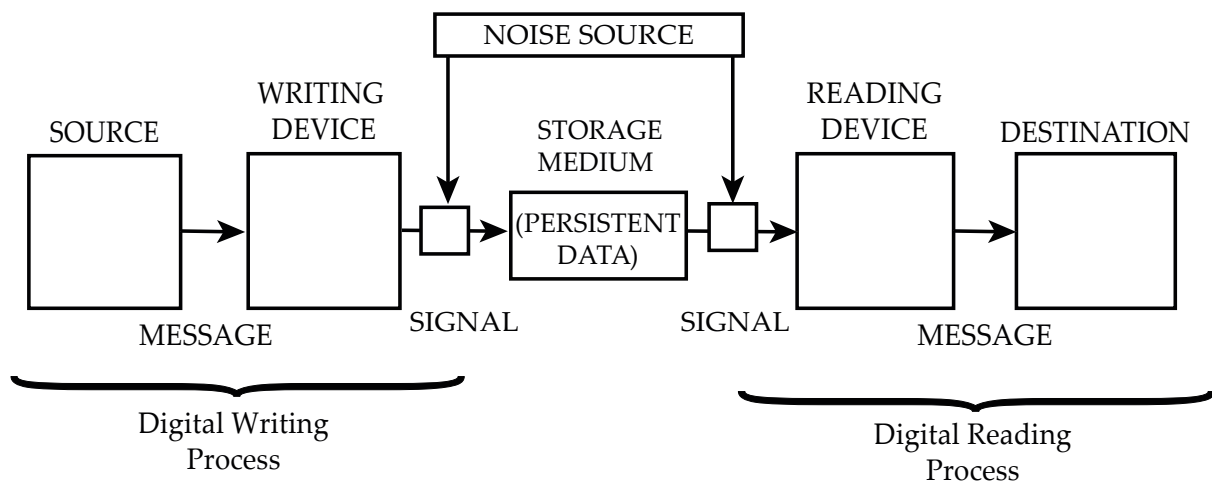 NOISE SOURCE
WRITING
DEVICE
READING
DEVICE
SOURCE
STORAGE
MEDIUM
DESTINATION
(PERSISTENT
DATA)
MESSAGE
SIGNAL
SIGNAL
MESSAGE
Digital Writing
Process
Digital Reading
Process